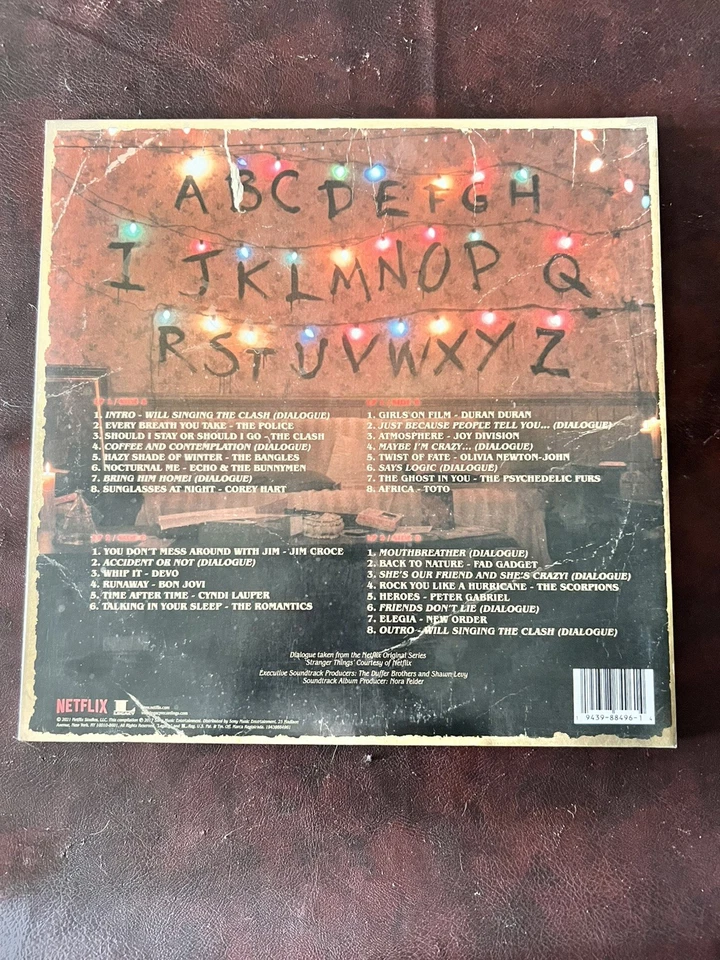 A B C D E F G H
I J K L M N O P Q
R S T U V W X Y Z
1. INTRO - WILL SINGING THE CLASH (DIALOGUE)
2. EVERY BREATH YOU TAKE - THE POLICE
3. SHOULD I STAY OR SHOULD I GO - THE CLASH
4. COFFEE AND CONTEMPLATION (DIALOGUE)
5. HAZY SHADE OF WINTER - THE BANGLES
6. NOCTURNAL ME - ECHO & THE BUNNYMEN
7. BRING HIM HOME! (DIALOGUE)
8. SUNGLASSES AT NIGHT - COREY HART
1. GIRLS ON FILM - DURAN DURAN
2. JUST BECAUSE PEOPLE TELL YOU... (DIALOGUE)
3. ATMOSPHERE - JOY DIVISION
4. MAYBE I'M CRAZY... (DIALOGUE)
5. TWIST OF FATE - OLIVIA NEWTON-JOHN
6. SAYS LOGIC (DIALOGUE)
7. THE GHOST IN YOU - THE PSYCHEDELIC FURS
8. AFRICA - TOTO
1. YOU DON'T MESS AROUND WITH JIM - JIM CROCE
2. ACCIDENT OR NOT (DIALOGUE)
3. WHIP IT - DEVO
4. RUNAWAY - BON JOVI
5. TIME AFTER TIME - CYNDI LAUPER
6. TALKING IN YOUR SLEEP - THE ROMANTICS
1. MOUTHBREATHER (DIALOGUE)
2. BACK TO NATURE - FAD GADGET
3. SHE'S OUR FRIEND AND SHE'S CRAZY! (DIALOGUE)
4. ROCK YOU LIKE A HURRICANE - THE SCORPIONS
5. HEROES - PETER GABRIEL
6. FRIENDS DON'T LIE (DIALOGUE)
7. ELEGIA - NEW ORDER
8. OUTRO - WILL SINGING THE CLASH (DIALOGUE)
Dialogue taken from the Netflix Original Series
'Stranger Things' Courtesy of Netflix
Executive Soundtrack Producers: The Duffer Brothers and Shawn Levy
Soundtrack Album Producer: Nora Felder
NETFLIX
1 9439-88496-1 4